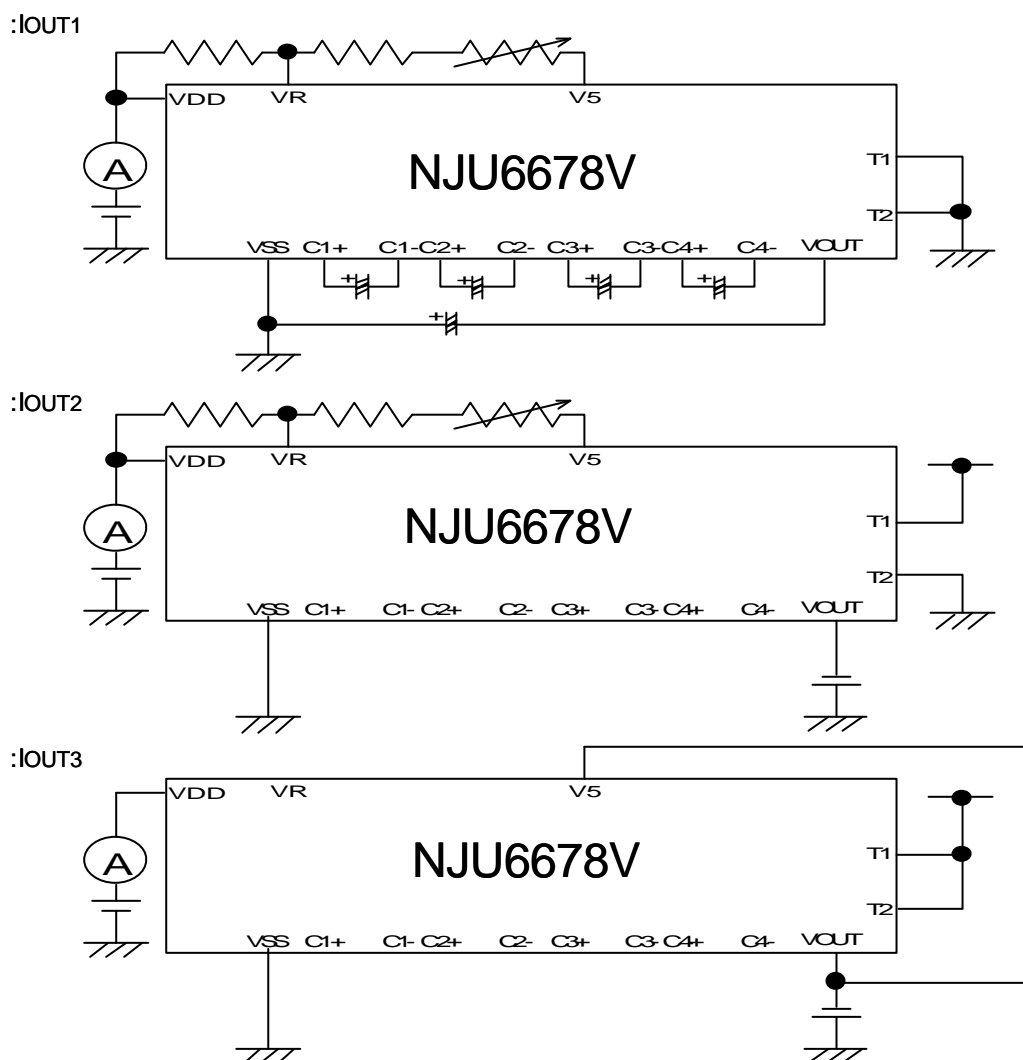 :IOUT1
VDD VR V5
A NJU6678V T1
T2
VSS C1+ C1- C2+ C2- C3+ C3- C4+ C4- VOUT
+ + + +
+
:IOUT2
VDD VR V5
A NJU6678V T1
T2
VSS C1+ C1- C2+ C2- C3+ C3- C4+ C4- VOUT
:IOUT3
VDD VR V5
A NJU6678V T1
T2
VSS C1+ C1- C2+ C2- C3+ C3- C4+ C4- VOUT